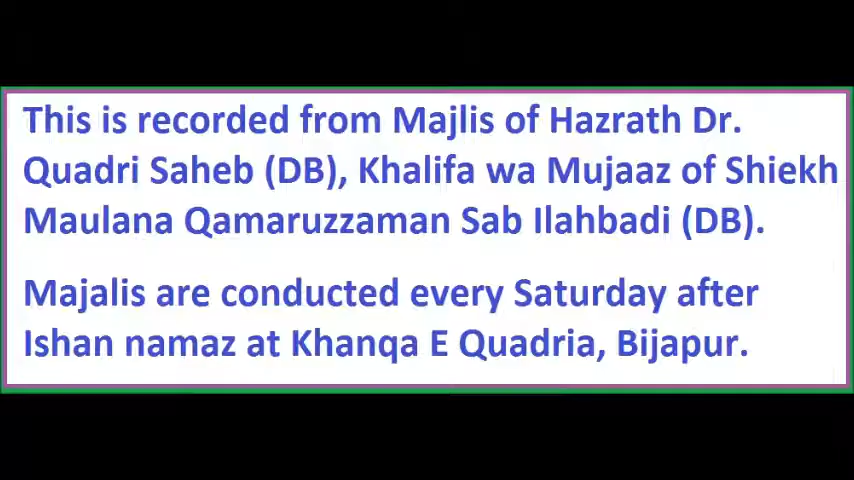 This is recorded from Majlis of Hazrath Dr.
Quadri Saheb (DB), Khalifa wa Mujaaz of Shiekh
Maulana Qamaruzzaman Sab Ilahbadi (DB).
Majalis are conducted every Saturday after
Ishan namaz at Khanqa E Quadria, Bijapur.